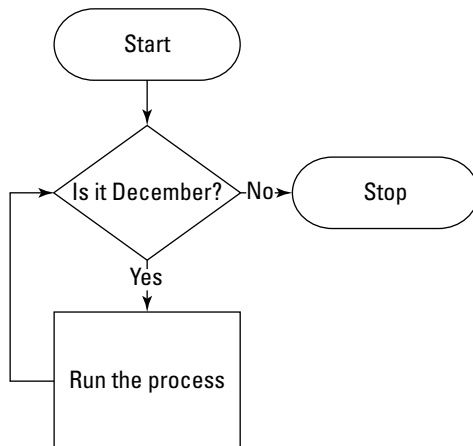 Start
Is it December?
No
Stop
Yes
Run the process